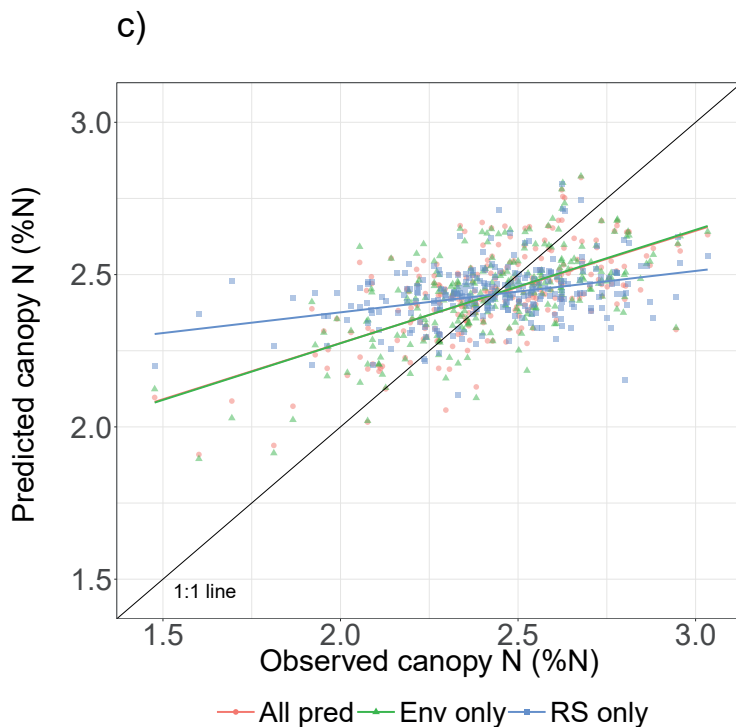 c)
Predicted canopy N (%N)
3.0
2.5
2.0
1.5
1:1 line
1.5 2.0 2.5 3.0
Observed canopy N (%N)
All pred Env only RS only